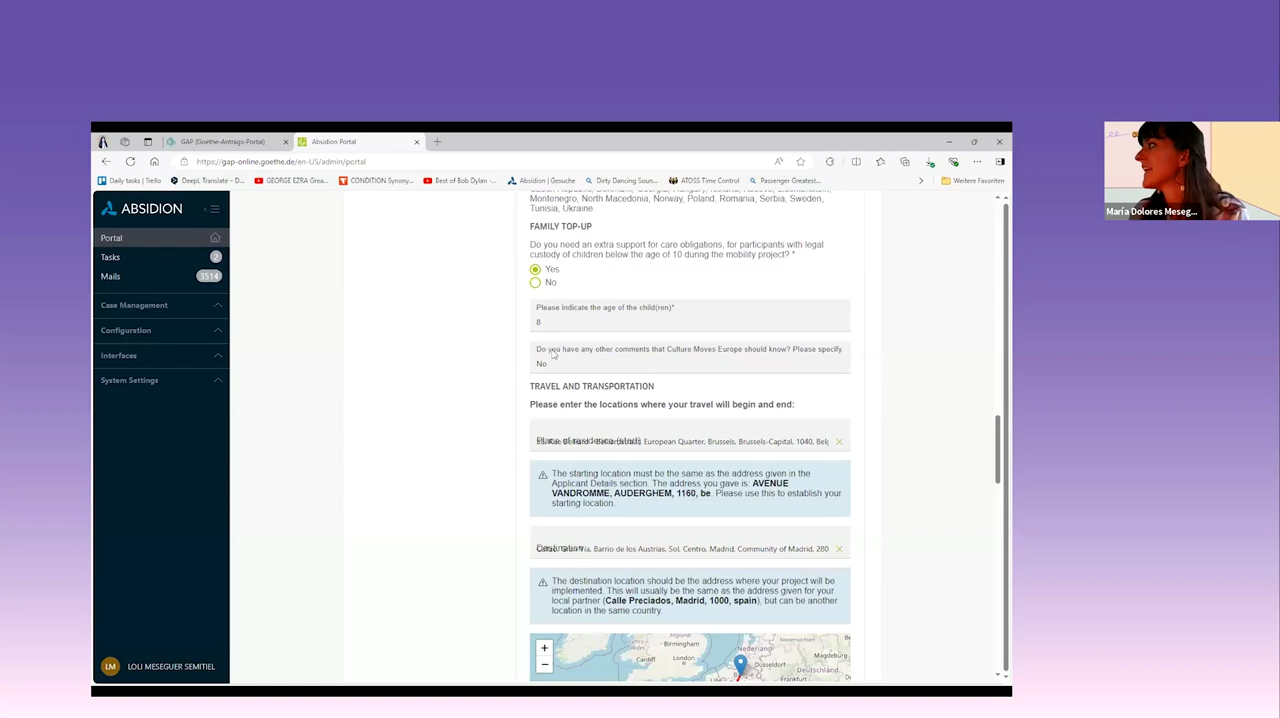 GAP (Goethe-Antrags-Portal)
Absidion Portal
https://gap-online.goethe.de/en-US/admin/portal
Daily tasks | Trello
DeepL Translate – D...
GEORGE EZRA Grea...
CONDITION Synony...
Best of Bob Dylan -...
Absidion | Gesuche
Dirty Dancing Soun...
ATOSS Time Control
Passenger Greatest...
Weitere Favoriten
ABSIDION
Portal
Tasks
2
Mails
3514
Case Management
Configuration
Interfaces
System Settings
LM
LOLI MESEGUER SEMITIEL
Montenegro, North Macedonia, Norway, Poland, Romania, Serbia, Sweden,
Tunisia, Ukraine.
FAMILY TOP-UP
Do you need an extra support for care obligations, for participants with legal
custody of children below the age of 10 during the mobility project? *
Yes
No
Please indicate the age of the child(ren)*
8
Do you have any other comments that Culture Moves Europe should know? Please specify.
No
TRAVEL AND TRANSPORTATION
Please enter the locations where your travel will begin and end:
European Quarter, Brussels, Brussels-Capital, 1040, Belg
The starting location must be the same as the address given in the
Applicant Details section. The address you gave is: AVENUE
VANDROMME, AUDERGHEM, 1160, be. Please use this to establish your
starting location.
Destination
Barrio de los Austrias, Sol, Centro, Madrid, Community of Madrid, 280
The destination location should be the address where your project will be
implemented. This will usually be the same as the address given for your
local partner (Calle Preciados, Madrid, 1000, spain), but can be another
location in the same country.
+
−
Birmingham
Cardiff
London
England
Nederland
Düsseldorf
Magdeburg
Deutschland
Frankfurt
María Dolores Meseg...